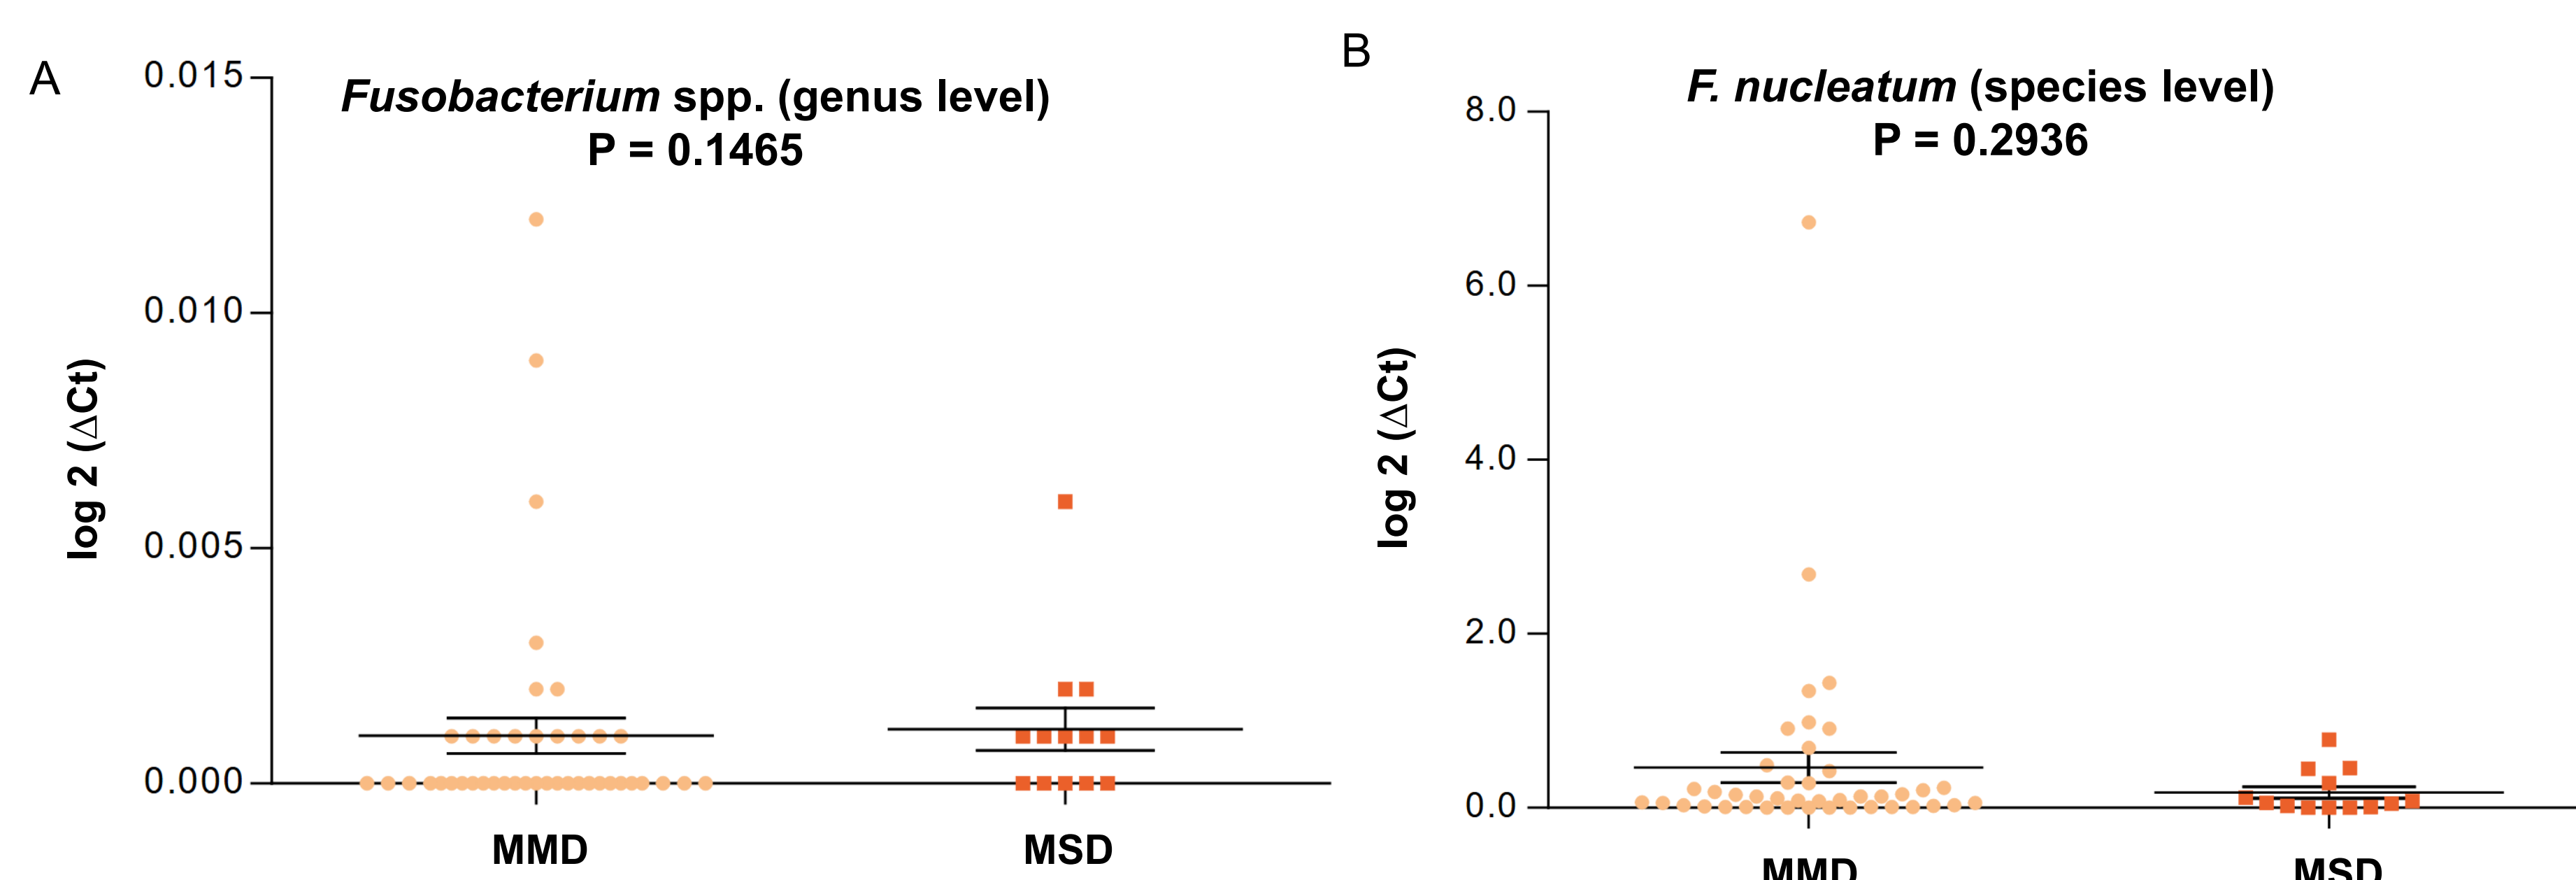 A
Fusobacterium spp. (genus level)
P = 0.1465
0.015
0.010
0.005
0.000
log 2 (ΔCt)
MMD
MSD
B
F. nucleatum (species level)
P = 0.2936
8.0
6.0
4.0
2.0
0.0
log 2 (ΔCt)
MMD
MSD